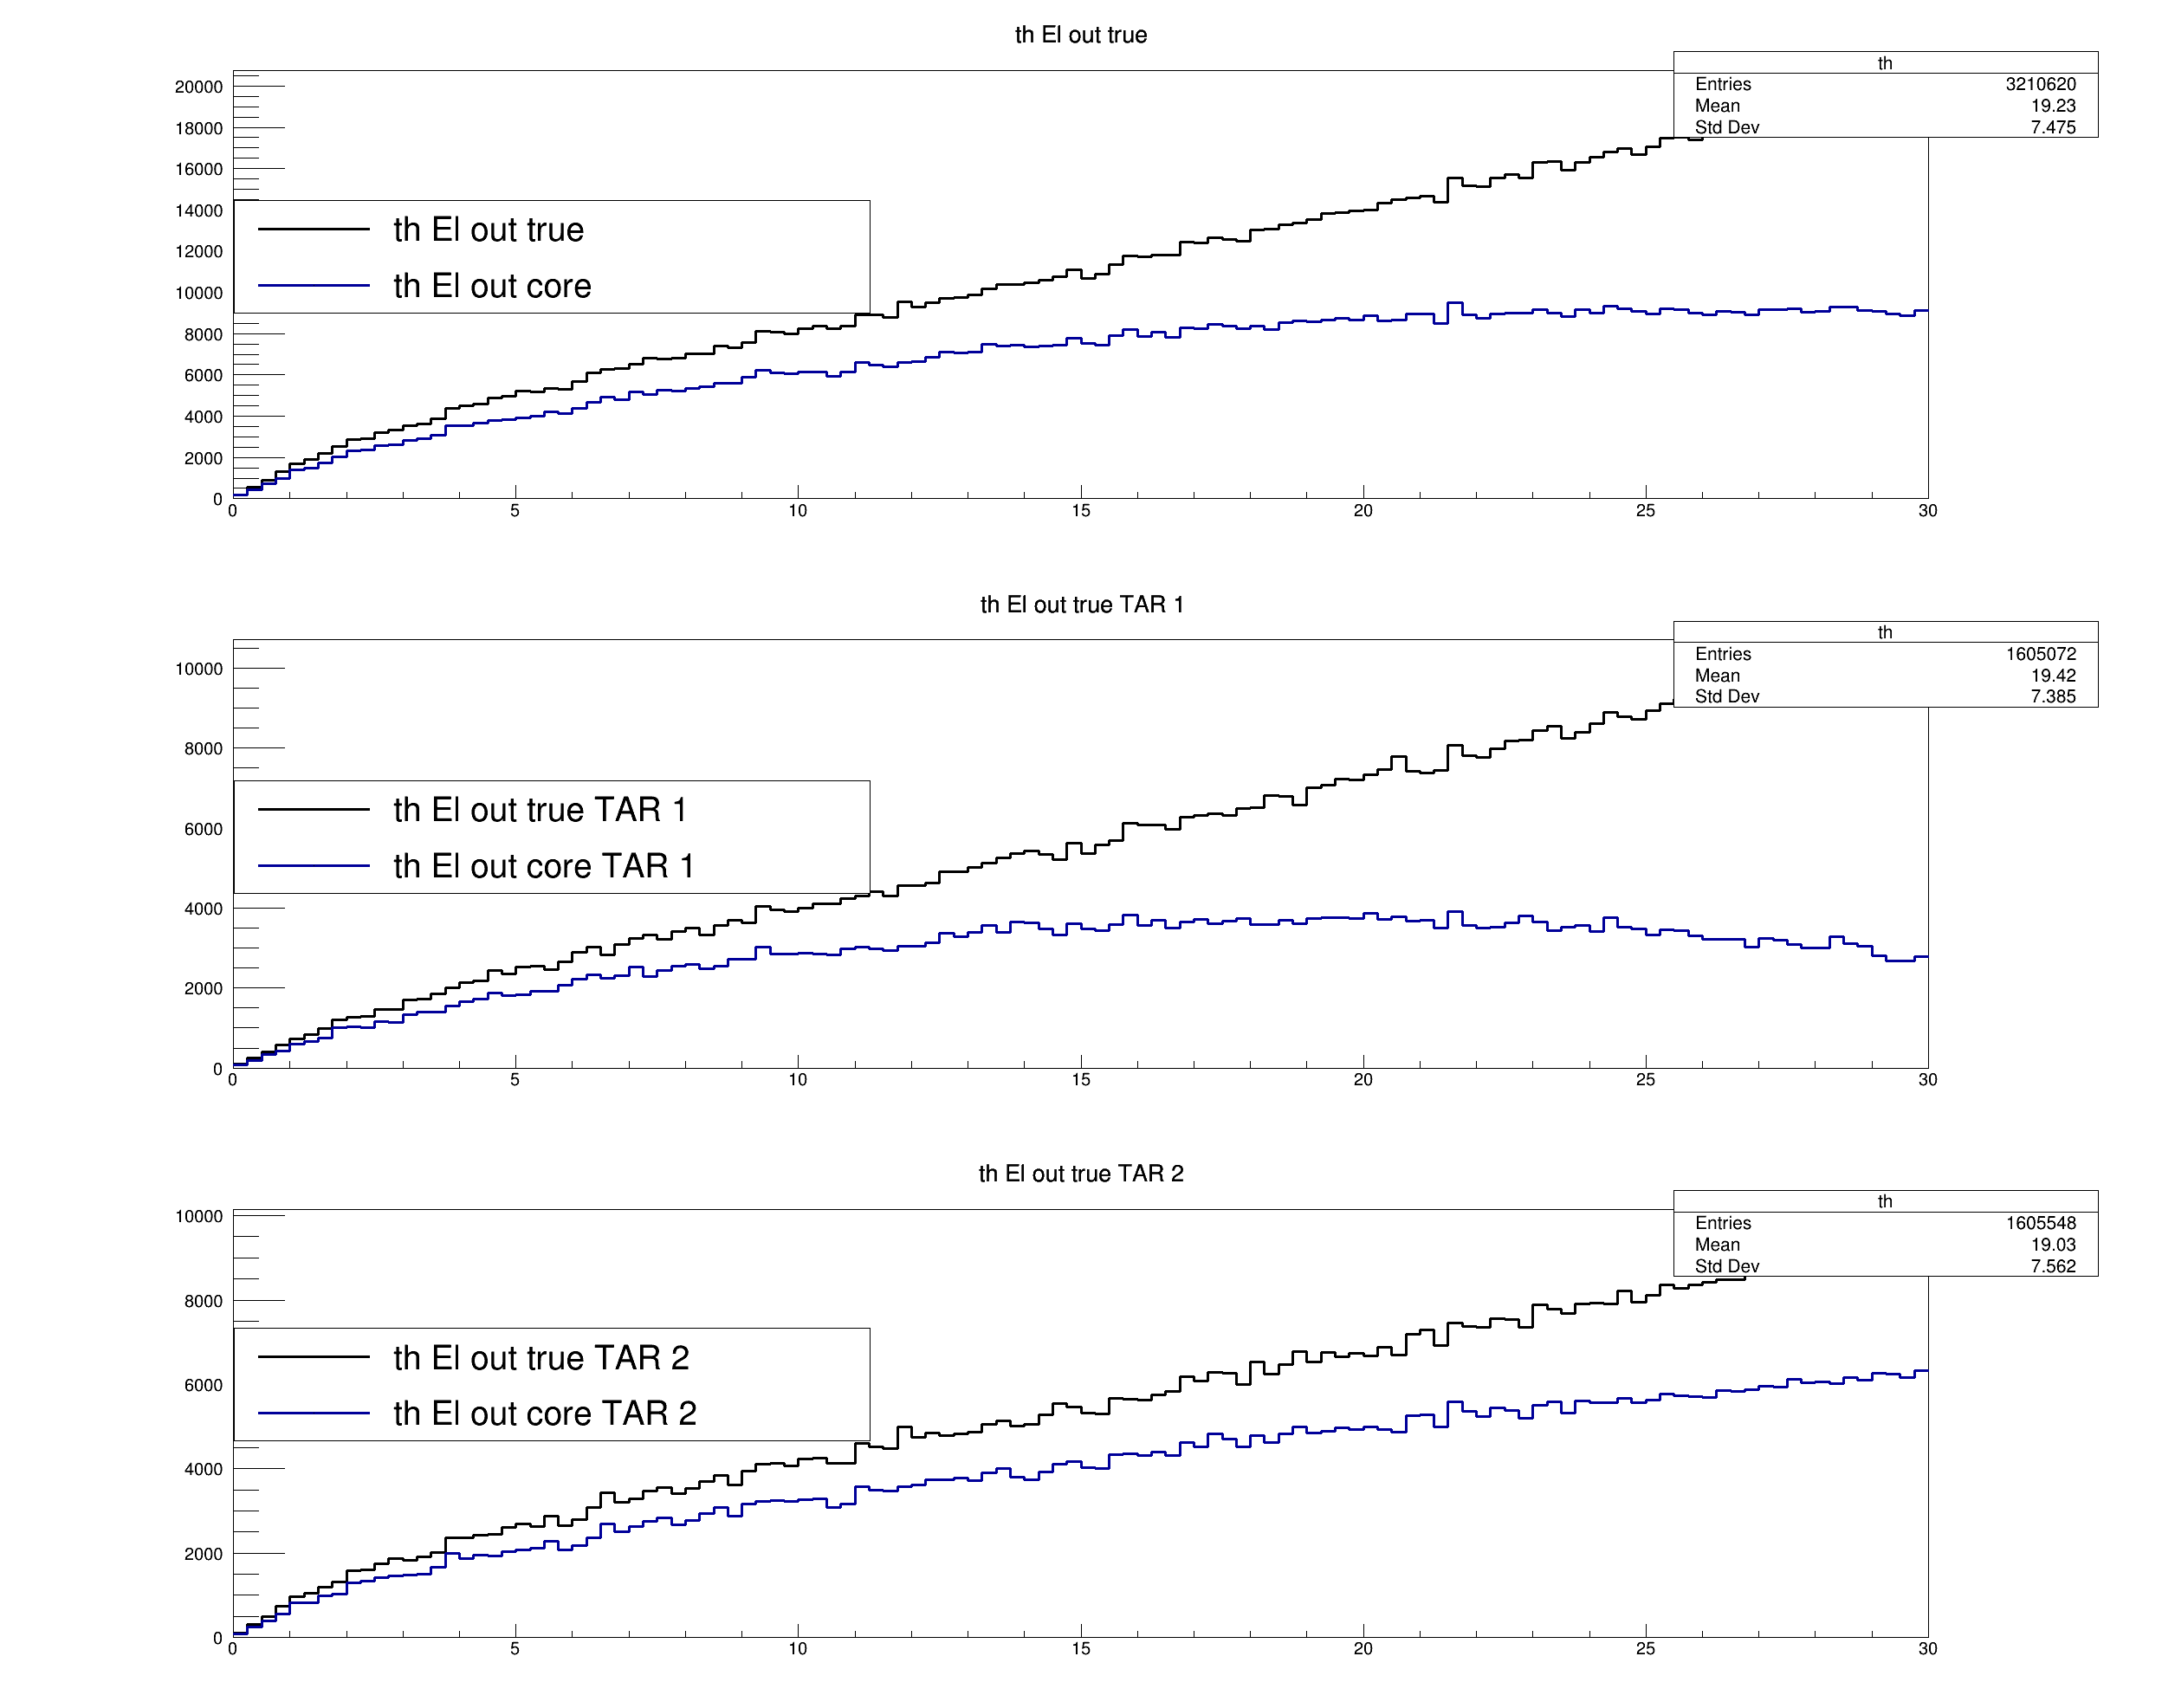 th El out true
th
Entries 3210620
Mean 19.23
Std Dev 7.475
20000
18000
16000
14000
12000
10000
8000
6000
4000
2000
0
th El out true
th El out core
0 5 10 15 20 25 30
th El out true TAR 1
th
Entries 1605072
Mean 19.42
Std Dev 7.385
10000
8000
6000
4000
2000
0
th El out true TAR 1
th El out core TAR 1
0 5 10 15 20 25 30
th El out true TAR 2
th
Entries 1605548
Mean 19.03
Std Dev 7.562
10000
8000
6000
4000
2000
0
th El out true TAR 2
th El out core TAR 2
0 5 10 15 20 25 30